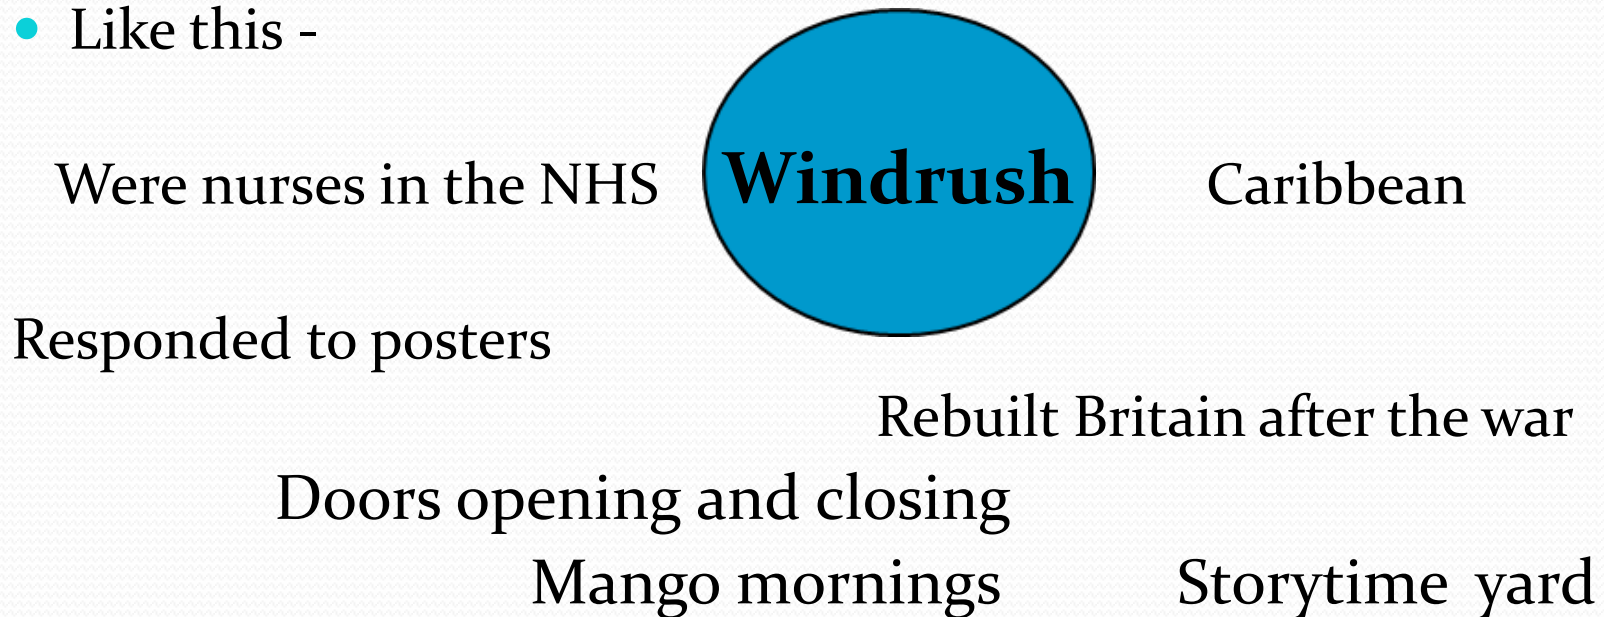 Like this -
Were nurses in the NHS
Windrush
Caribbean
Responded to posters
Rebuilt Britain after the war
Doors opening and closing
Mango mornings
Storytime yard